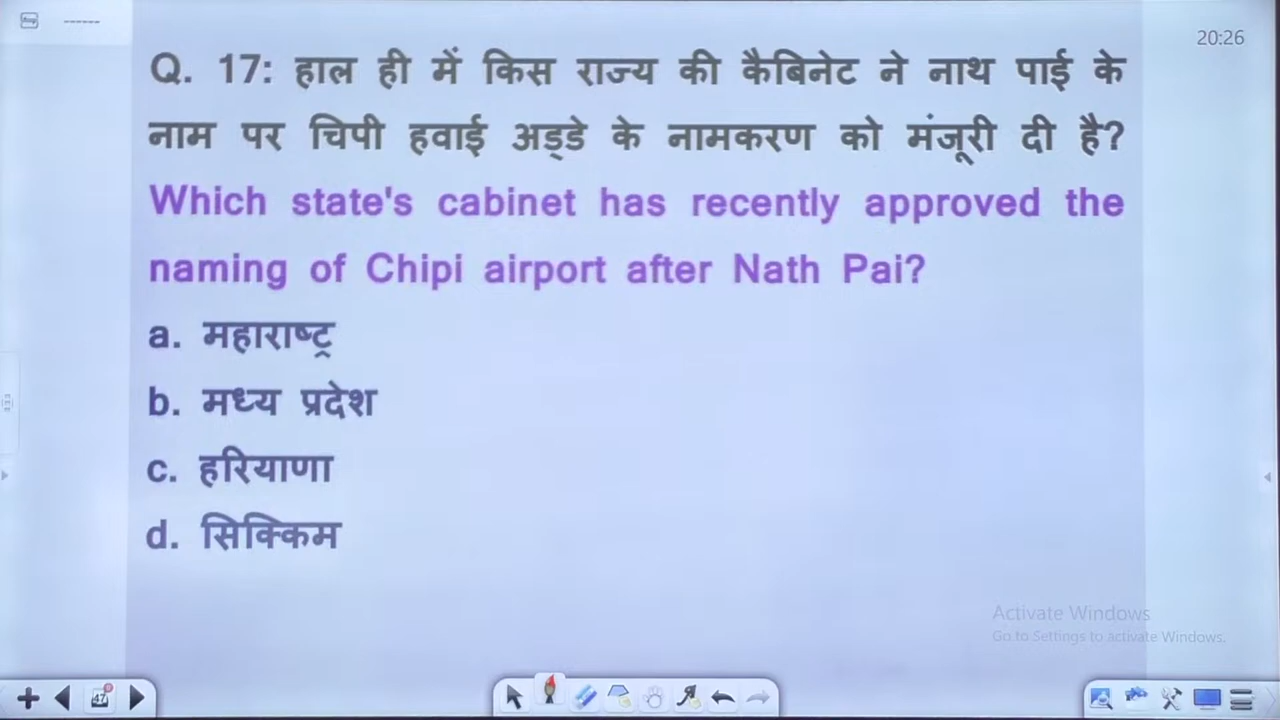 20:26
Q. 17: हाल ही में किस राज्य की कैबिनेट ने नाथ पाई के
नाम पर चिपी हवाई अड्डे के नामकरण को मंजूरी दी है?
Which state's cabinet has recently approved the
naming of Chipi airport after Nath Pai?
a. महाराष्ट्र
b. मध्य प्रदेश
c. हरियाणा
d. सिक्किम
Activate Windows
Go to Settings to activate Windows.
47